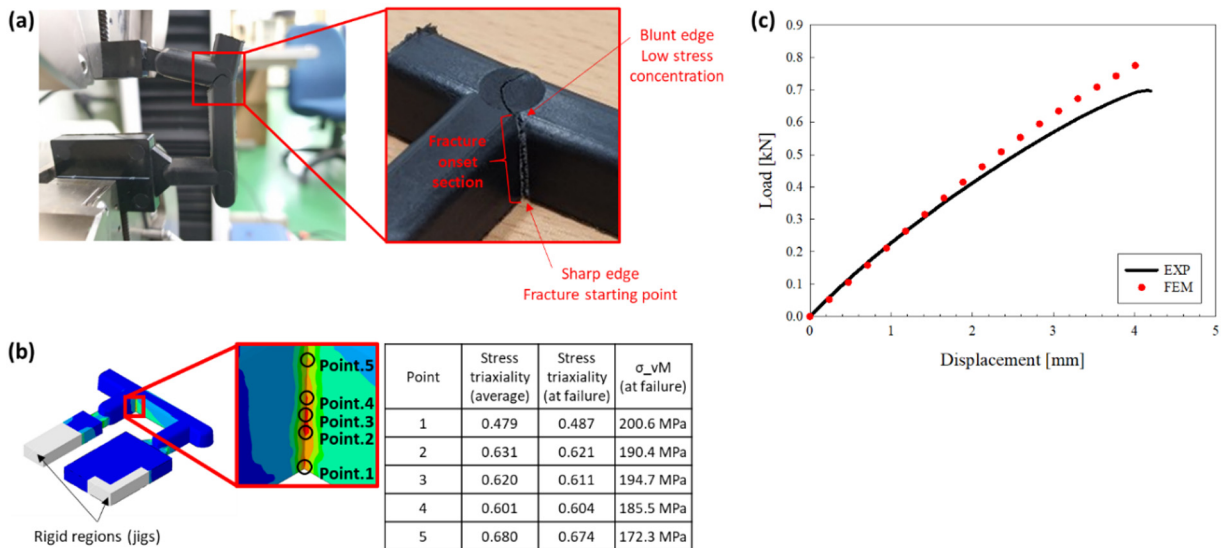 (a)
Blunt edge
Low stress
concentration
Fracture
onset
section
Sharp edge
Fracture starting point
(b)
Point.5
Point.4
Point.3
Point.2
Point.1
Rigid regions (jigs)
Point Stress triaxiality (average) Stress triaxiality (at failure) σ_vM (at failure)
1 0.479 0.487 200.6 MPa
2 0.631 0.621 190.4 MPa
3 0.620 0.611 194.7 MPa
4 0.601 0.604 185.5 MPa
5 0.680 0.674 172.3 MPa
(c)
Load [kN]
0.9
0.8
0.7
0.6
0.5
0.4
0.3
0.2
0.1
0.0
EXP
FEM
0 1 2 3 4 5
Displacement [mm]